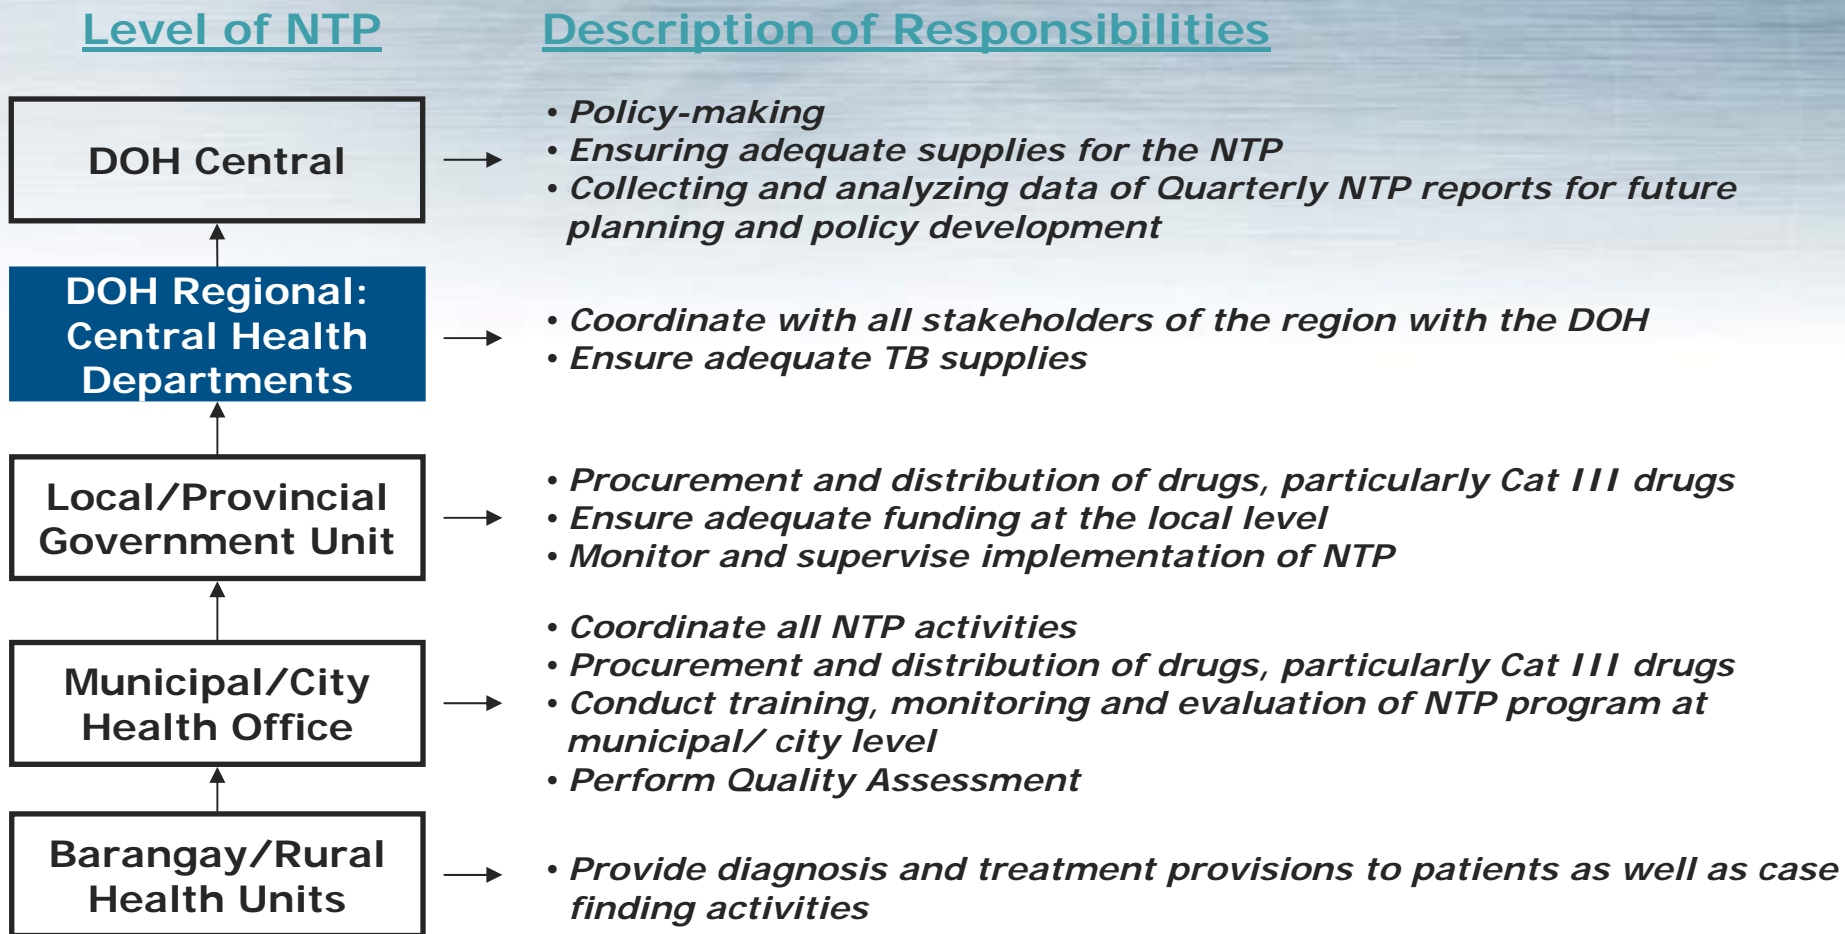 Level of NTP
Description of Responsibilities
DOH Central
• Policy-making
• Ensuring adequate supplies for the NTP
• Collecting and analyzing data of Quarterly NTP reports for future
planning and policy development
DOH Regional:
Central Health
Departments
• Coordinate with all stakeholders of the region with the DOH
• Ensure adequate TB supplies
Local/Provincial
Government Unit
• Procurement and distribution of drugs, particularly Cat III drugs
• Ensure adequate funding at the local level
• Monitor and supervise implementation of NTP
Municipal/City
Health Office
• Coordinate all NTP activities
• Procurement and distribution of drugs, particularly Cat III drugs
• Conduct training, monitoring and evaluation of NTP program at
municipal/ city level
• Perform Quality Assessment
Barangay/Rural
Health Units
• Provide diagnosis and treatment provisions to patients as well as case
finding activities